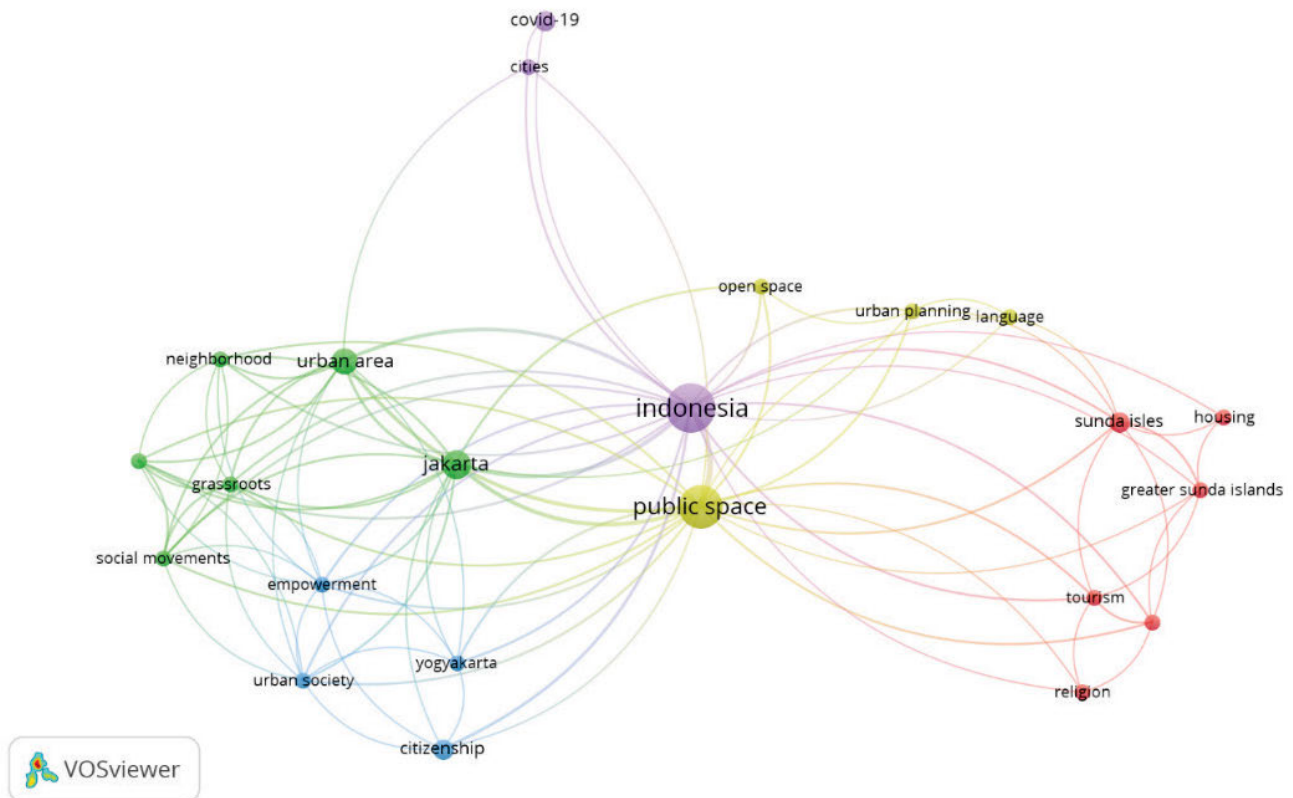 covid-19
cities
open space
urban planning
language
neighborhood
urban area
indonesia
sunda isles
housing
jakarta
grassroots
greater sunda islands
public space
social movements
empowerment
tourism
yogyakarta
urban society
religion
citizenship
VOSviewer